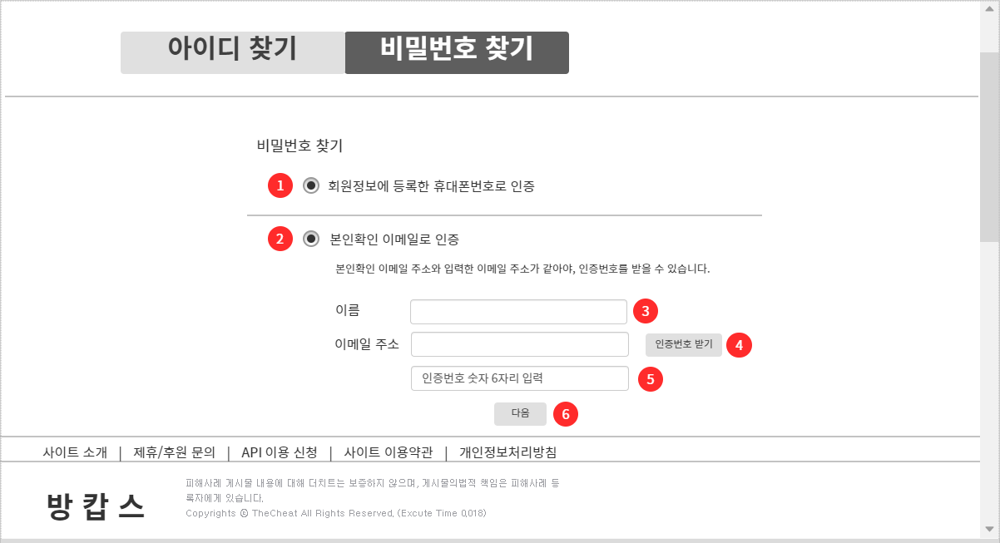 아이디 찾기 비밀번호 찾기
비밀번호 찾기
1 회원정보에 등록한 휴대폰번호로 인증
2 본인확인 이메일로 인증
본인확인 이메일 주소와 입력한 이메일 주소가 같아야, 인증번호를 받을 수 있습니다.
이름 3
이메일 주소 인증번호 받기 4
인증번호 숫자 6자리 입력 5
다음 6
사이트 소개 | 제휴/후원 문의 | API 이용 신청 | 사이트 이용약관 | 개인정보처리방침
방 캅 스
피해사례 게시물 내용에 대해 더치트는 보증하지 않으며, 게시물의법적 책임은 피해사례 등
록자에게 있습니다.
Copyrights ⓒ TheCheat All Rights Reserved. (Excute Time 0.018)